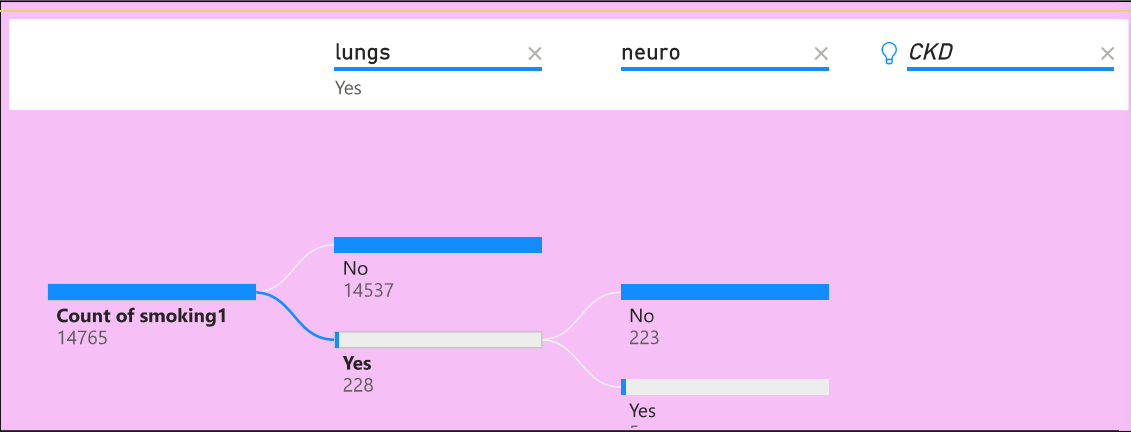 lungs
neuro
CKD
Yes
No
14537
Count of smoking1
14765
No
223
Yes
228
Yes